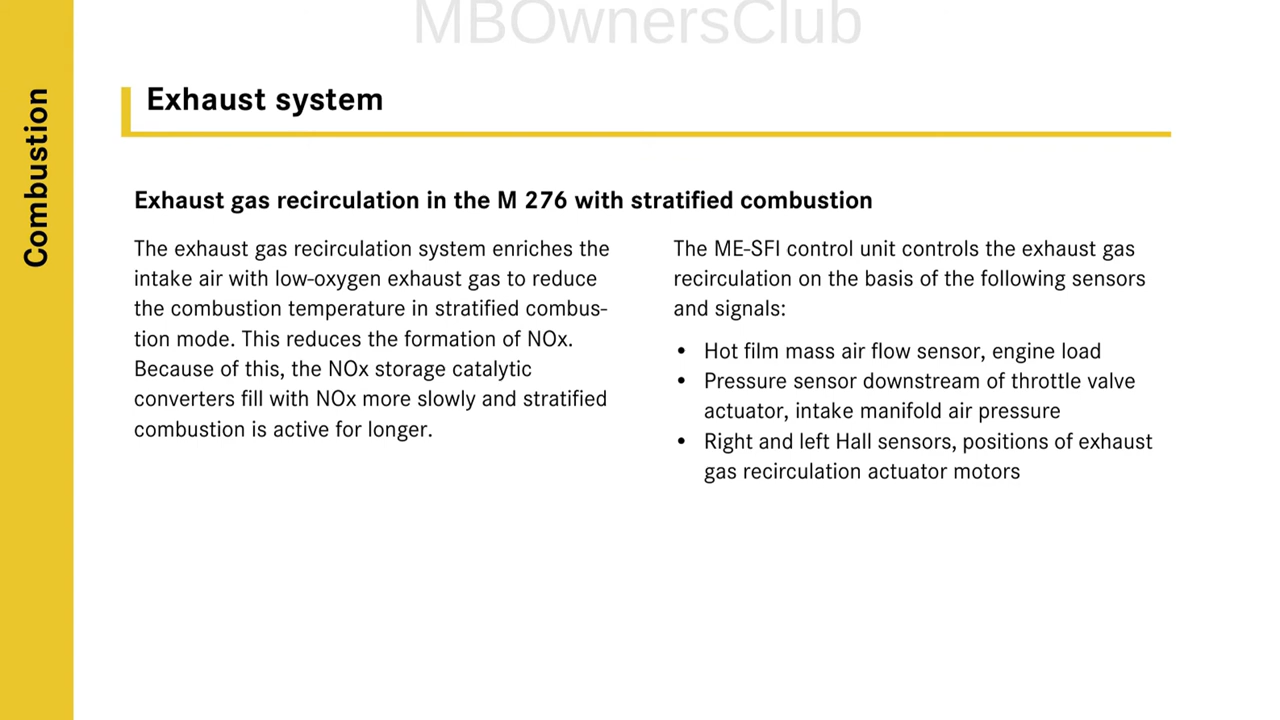 MBOwnersClub
Combustion
Exhaust system
Exhaust gas recirculation in the M 276 with stratified combustion
The exhaust gas recirculation system enriches the
intake air with low-oxygen exhaust gas to reduce
the combustion temperature in stratified combus-
tion mode. This reduces the formation of NOx.
Because of this, the NOx storage catalytic
converters fill with NOx more slowly and stratified
combustion is active for longer.
The ME-SFI control unit controls the exhaust gas
recirculation on the basis of the following sensors
and signals:
• Hot film mass air flow sensor, engine load
• Pressure sensor downstream of throttle valve
actuator, intake manifold air pressure
• Right and left Hall sensors, positions of exhaust
gas recirculation actuator motors